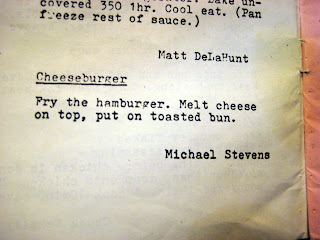 covered 350 1hr. Cool eat. (Pan
freeze rest of sauce.)
Matt DeLaHunt
Cheeseburger
Fry the hamburger. Melt cheese
on top, put on toasted bun.
Michael Stevens